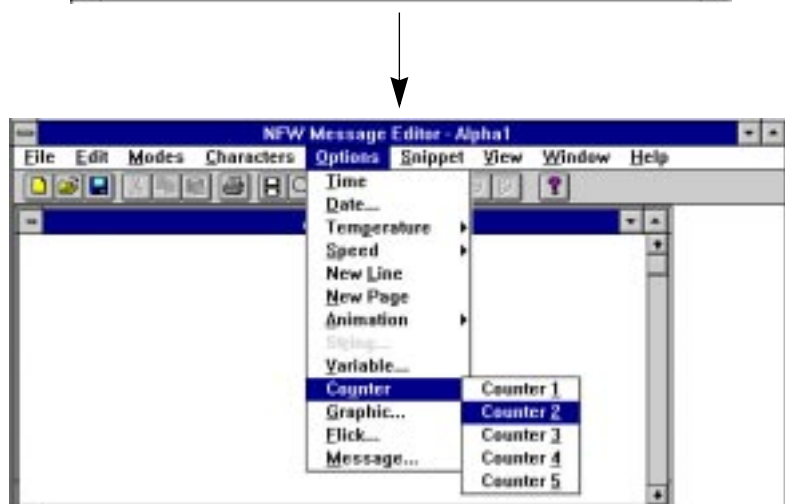 NFW Message Editor - Alpha1
File Edit Modes Characters Options Snippet View Window Help
Time
Date...
Temperature
Speed
New Line
New Page
Animation
String...
Variable...
Counter
Graphic...
Flick...
Message...
Counter 1
Counter 2
Counter 3
Counter 4
Counter 5